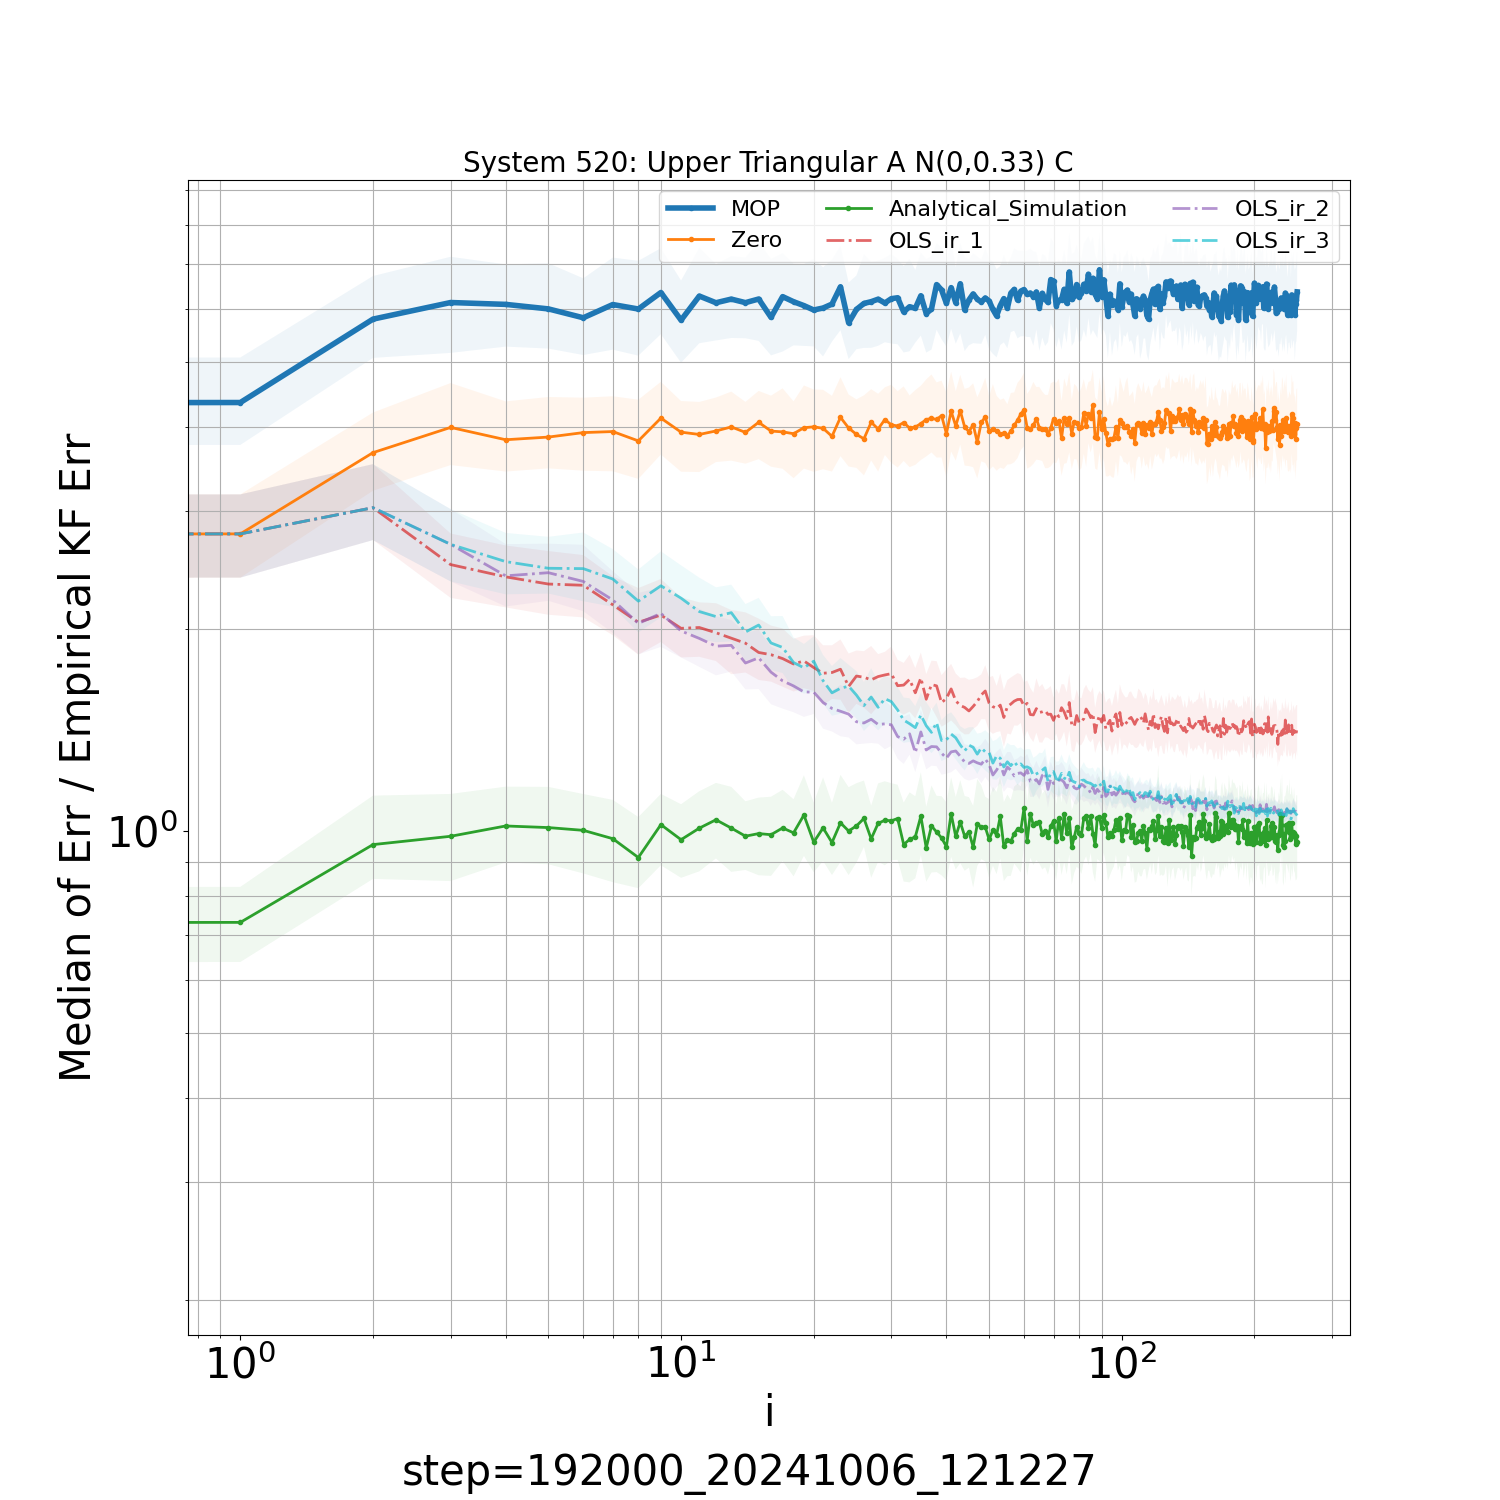 System 520: Upper Triangular A N(0,0.33) C
MOP
Zero
Analytical_Simulation
OLS_ir_1
OLS_ir_2
OLS_ir_3
Median of Err / Empirical KF Err
10⁰
10⁰ 10¹ 10²
i
step=192000_20241006_121227